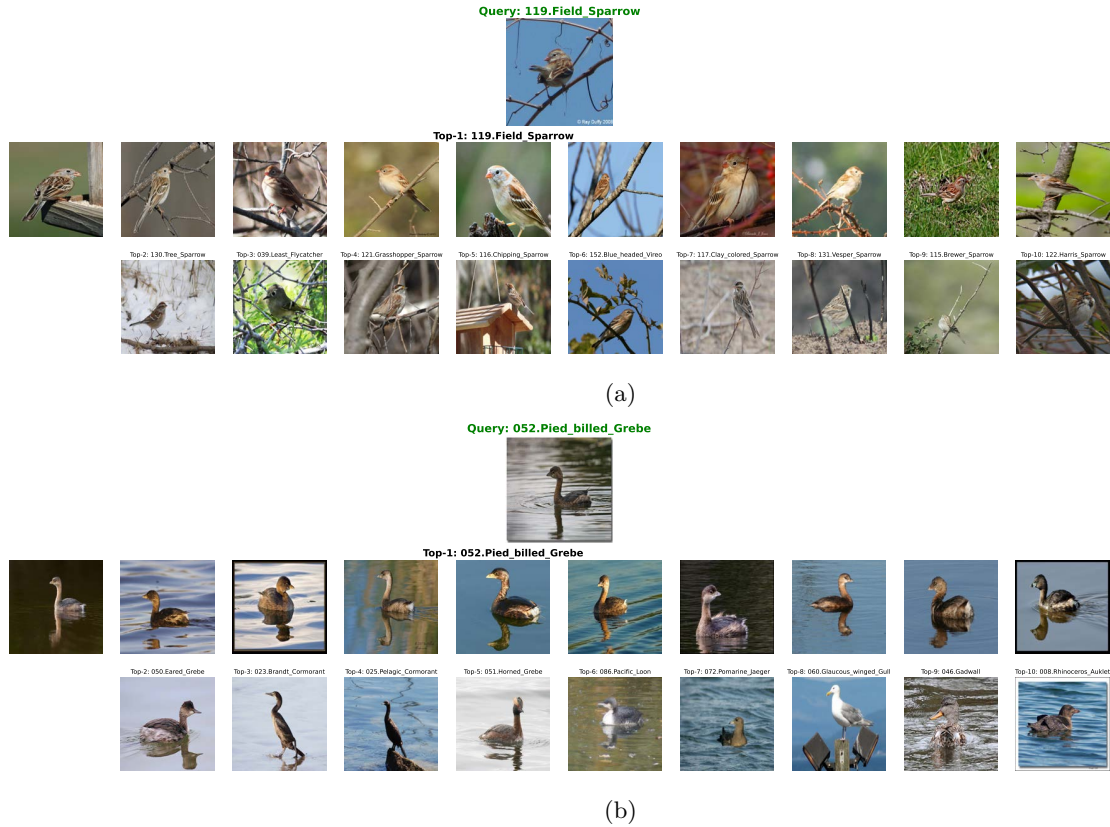 Query: 119.Field_Sparrow
© Ray Duffy 2008
Top-1: 119.Field_Sparrow
Top-2: 130.Tree_Sparrow Top-3: 039.Least_Flycatcher Top-4: 121.Grasshopper_Sparrow Top-5: 116.Chipping_Sparrow Top-6: 152.Blue_headed_Vireo Top-7: 117.Clay_colored_Sparrow Top-8: 131.Vesper_Sparrow Top-9: 115.Brewer_Sparrow Top-10: 122.Harris_Sparrow
(a)
Query: 052.Pied_billed_Grebe
Top-1: 052.Pied_billed_Grebe
Top-2: 050.Eared_Grebe Top-3: 023.Brandt_Cormorant Top-4: 025.Pelagic_Cormorant Top-5: 051.Horned_Grebe Top-6: 086.Pacific_Loon Top-7: 072.Pomarine_Jaeger Top-8: 060.Glaucous_winged_Gull Top-9: 046.Gadwall Top-10: 008.Rhinoceros_Auklet
(b)